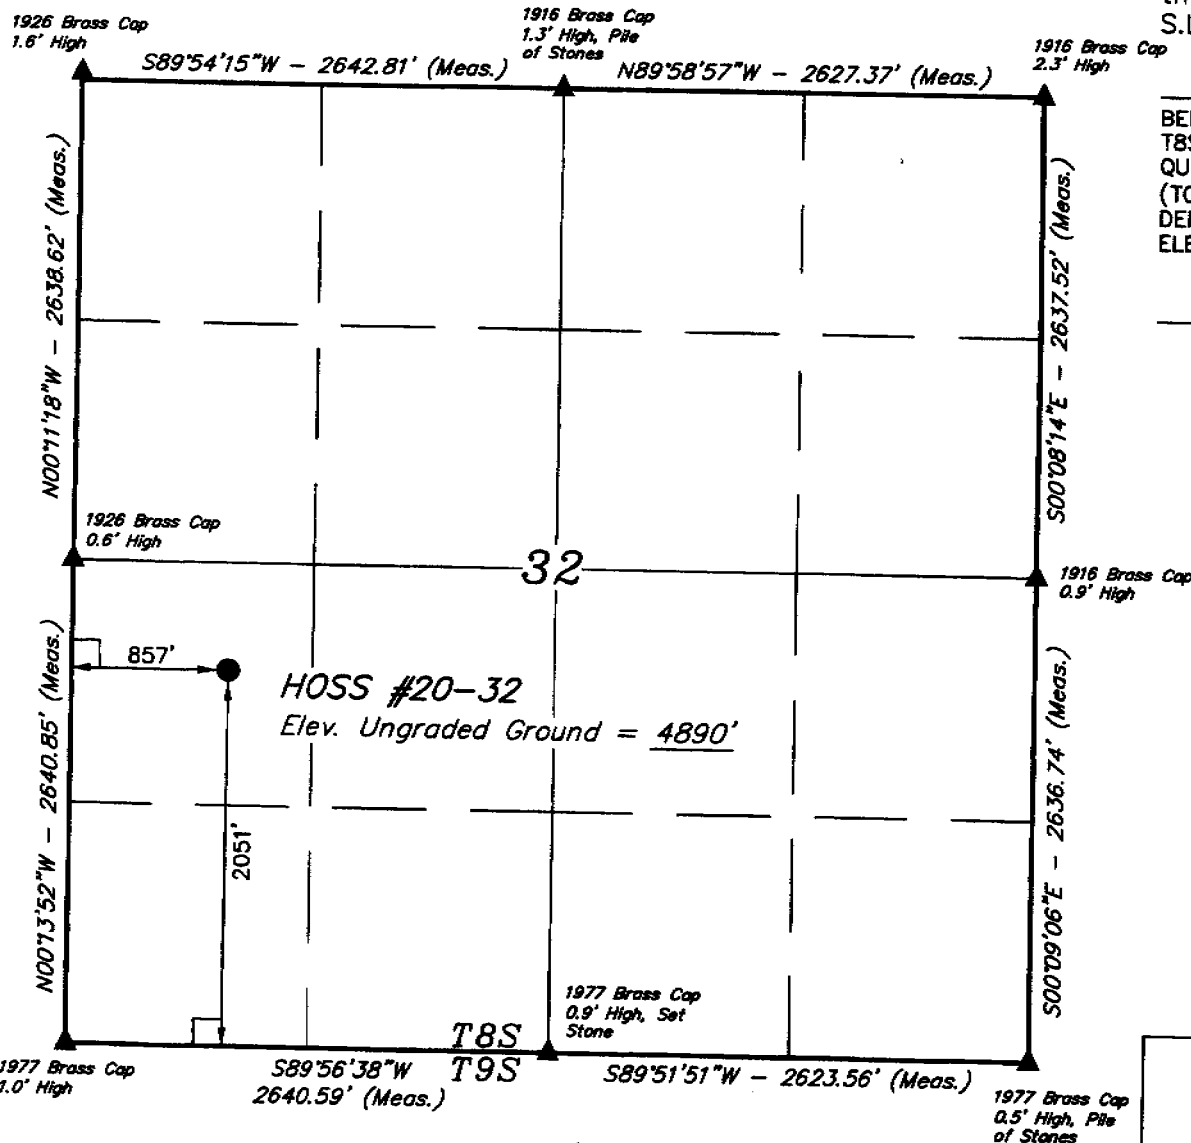 1926 Brass Cap
1.6' High
1916 Brass Cap
1.3' High, Pile
of Stones
S.L
S89°54'15"W - 2642.81' (Meas.)
N89°58'57"W - 2627.37' (Meas.)
1916 Brass Cap
2.3' High
BE
T8S
QU
(TO
DE
ELE
N00°11'18"W - 2638.62' (Meas.)
S00°08'14"E - 2637.52' (Meas.)
1926 Brass Cap
0.6' High
32
1916 Brass Cap
0.9' High
857'
HOSS #20-32
Elev. Ungraded Ground = 4890'
N00°13'52"W - 2640.85' (Meas.)
2051'
S00°09'06"E - 2636.74' (Meas.)
1977 Brass Cap
0.9' High, Set
Stone
T8S
T9S
1977 Brass Cap
1.0' High
S89°56'38"W
2640.59' (Meas.)
S89°51'51"W - 2623.56' (Meas.)
1977 Brass Cap
0.5' High, Pile
of Stones